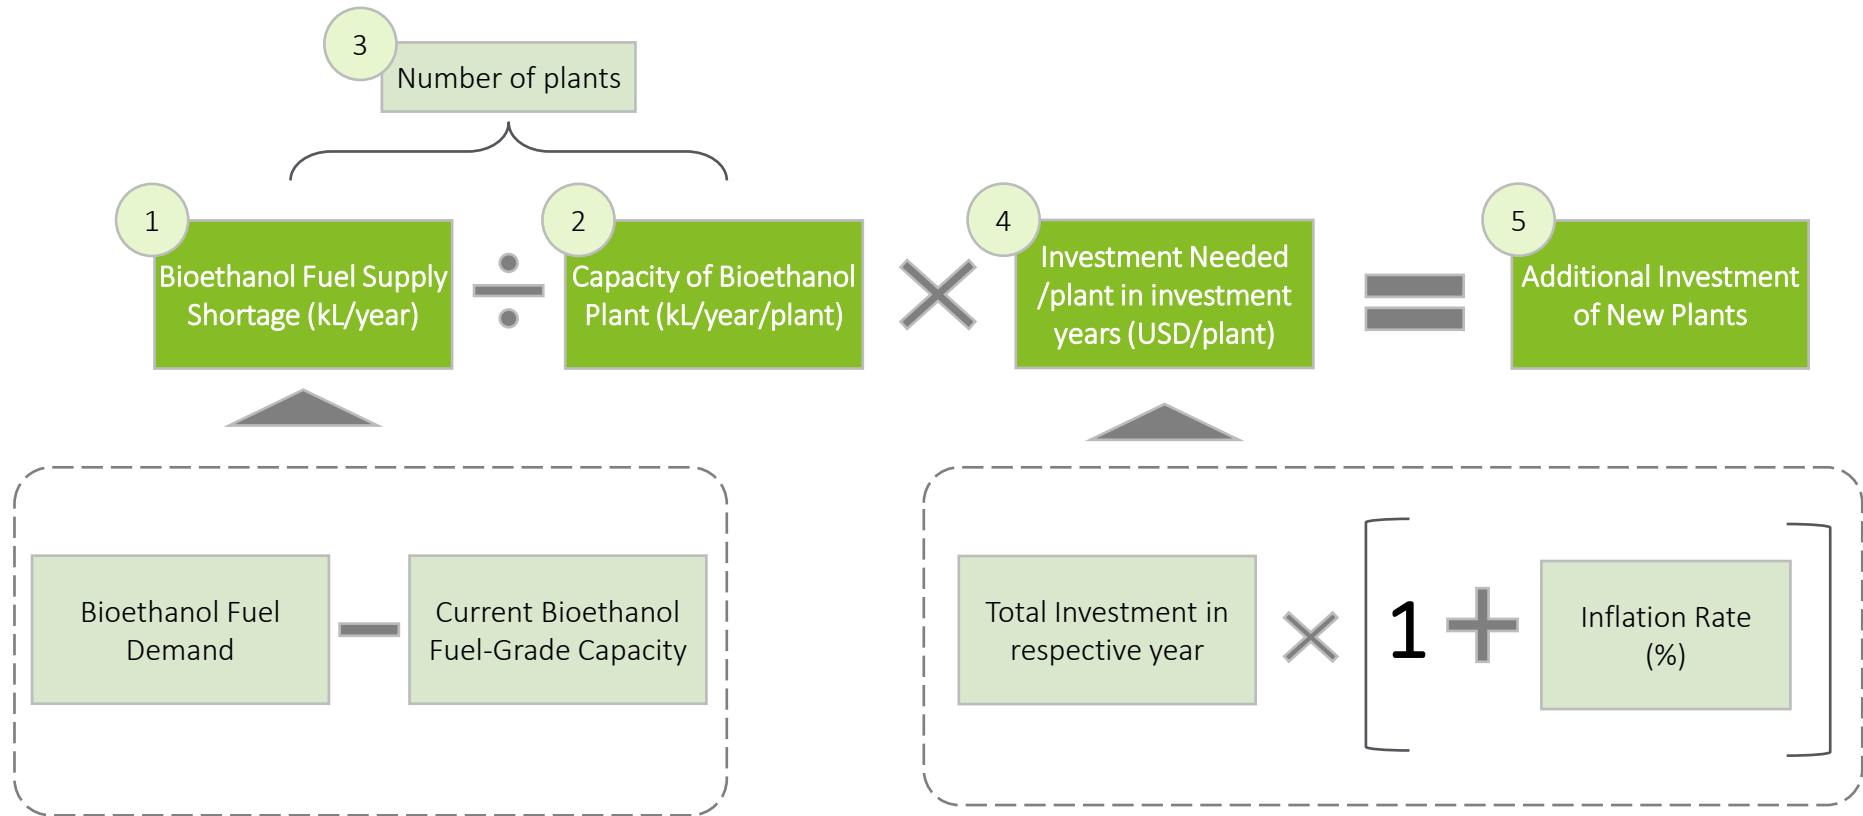 3
Number of plants
1
Bioethanol Fuel Supply
Shortage (kL/year)
÷
2
Capacity of Bioethanol
Plant (kL/year/plant)
×
4
Investment Needed
/plant in investment
years (USD/plant)
=
5
Additional Investment
of New Plants
Bioethanol Fuel
Demand
−
Current Bioethanol
Fuel-Grade Capacity
Total Investment in
respective year
×
[
1
+
Inflation Rate
(%)
]